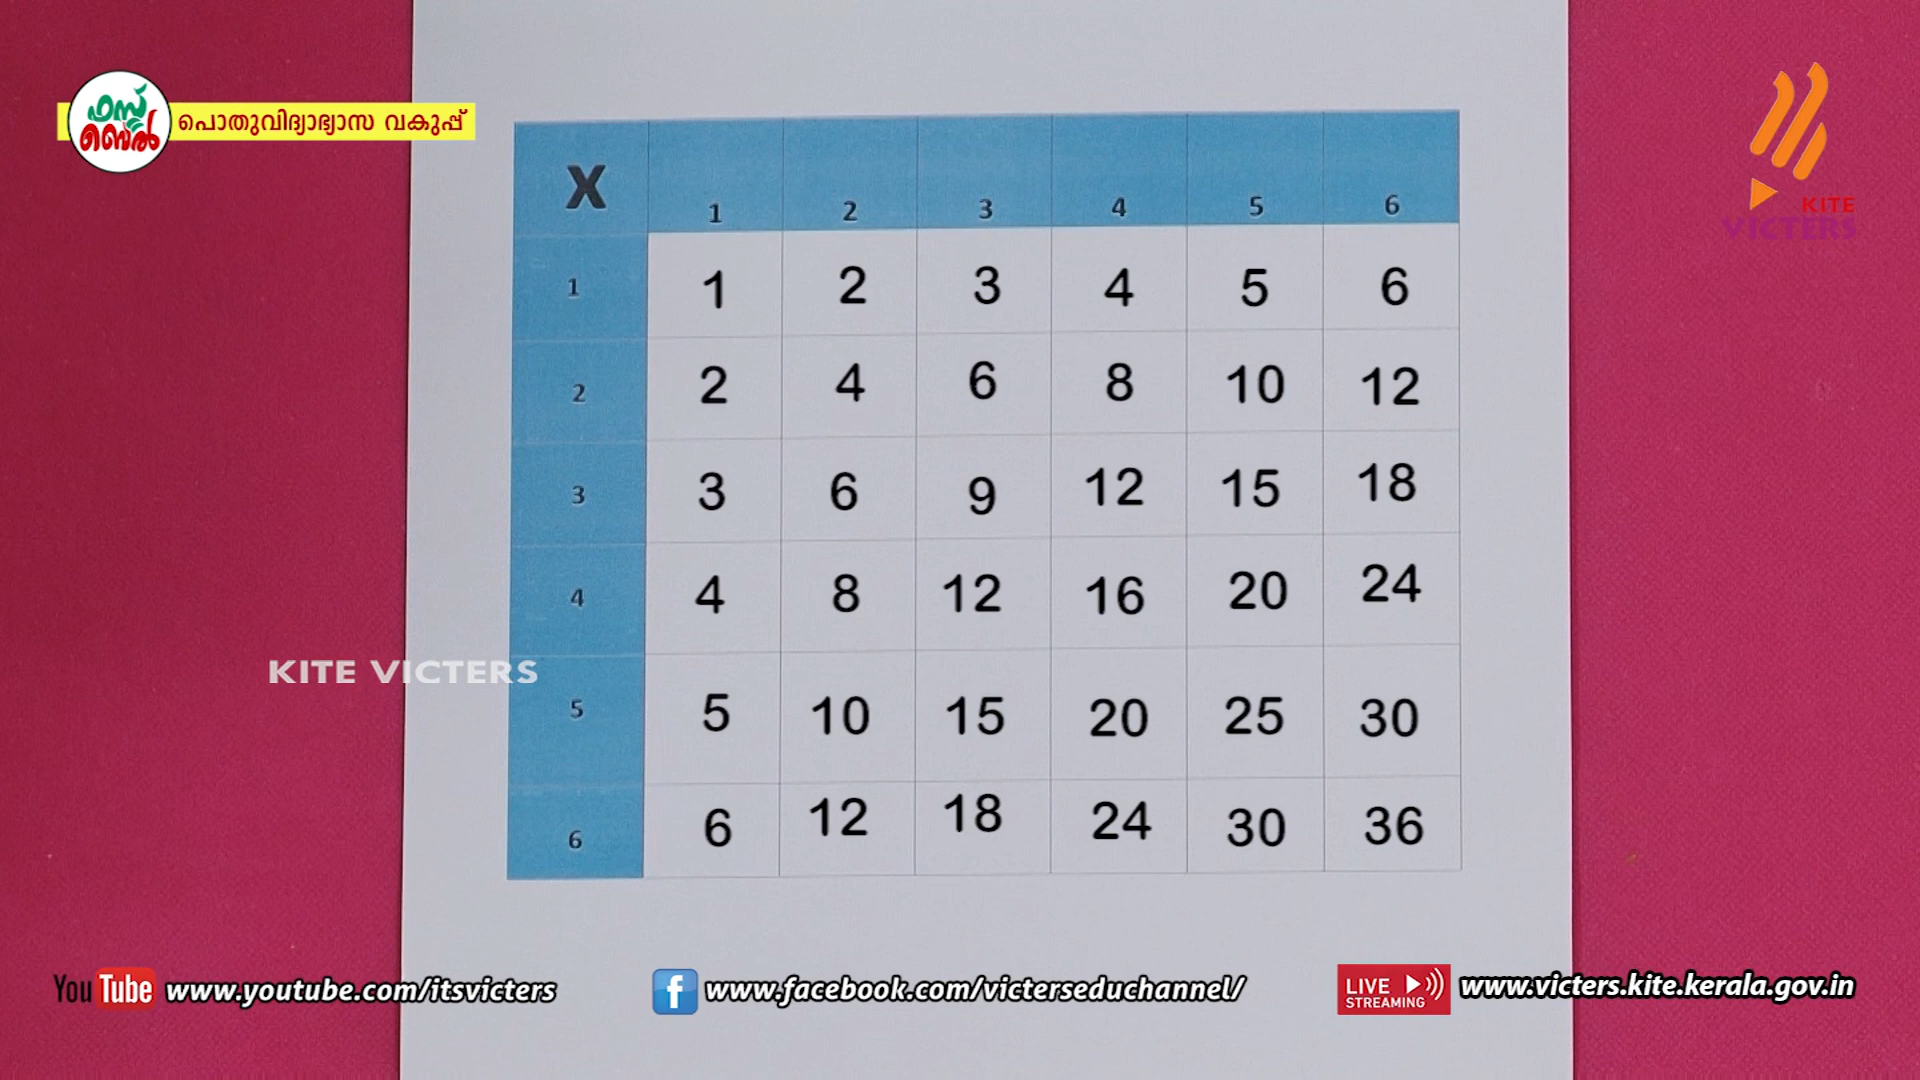 ഫസ്റ്റ്
ബെൽ
പൊതുവിദ്യാഭ്യാസ വകുപ്പ്
KITE
VICTERS
X 1 2 3 4 5 6
1 1 2 3 4 5 6
2 2 4 6 8 10 12
3 3 6 9 12 15 18
4 4 8 12 16 20 24
KITE VICTERS
5 5 10 15 20 25 30
6 6 12 18 24 30 36
You Tube www.youtube.com/itsvicters
f www.facebook.com/victerseduchannel/
LIVE STREAMING www.victers.kite.kerala.gov.in